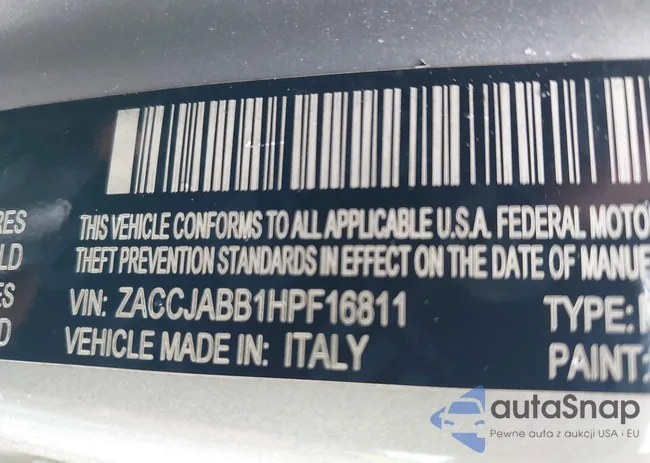 RES
LD
ES
D
THIS VEHICLE CONFORMS TO ALL APPLICABLE U.S.A. FEDERAL MOTO
THEFT PREVENTION STANDARDS IN EFFECT ON THE DATE OF MANUF
VIN: ZACCJABB1HPF16811
TYPE:
VEHICLE MADE IN: ITALY
PAINT:
autaSnap
Pewne auta z aukcji USA i EU